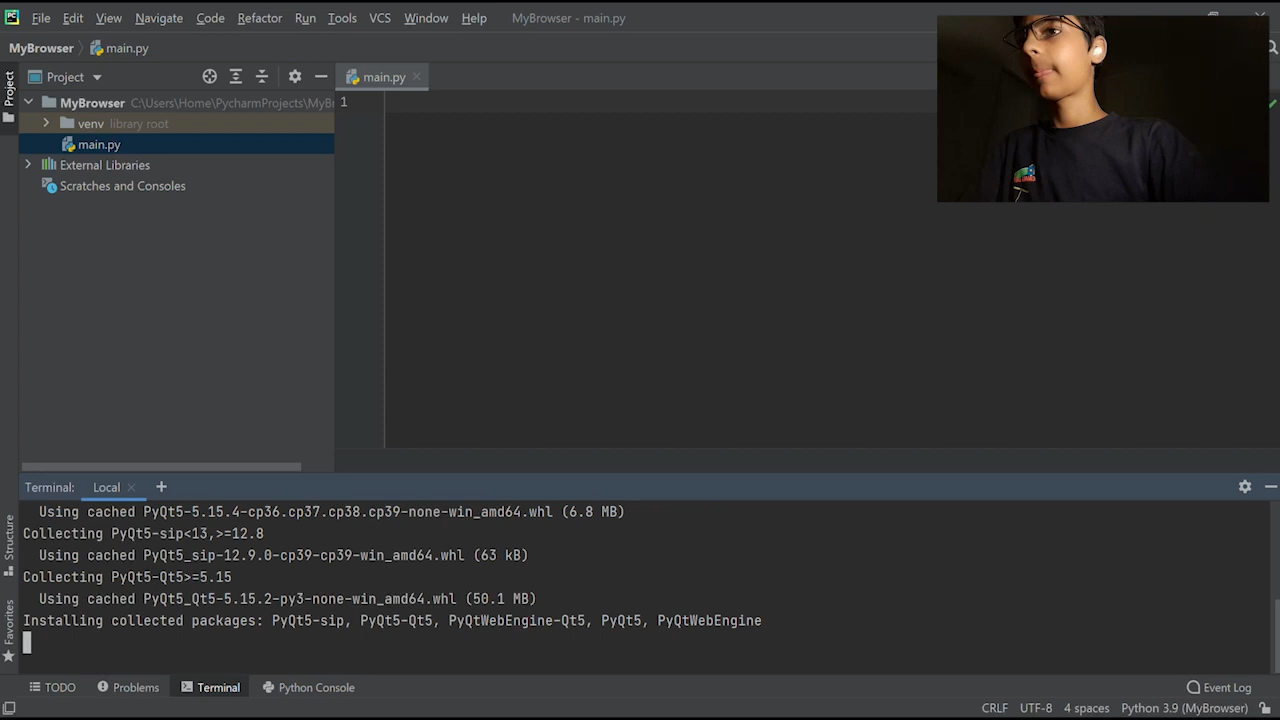 File Edit View Navigate Code Refactor Run Tools VCS Window Help MyBrowser - main.py
MyBrowser main.py
Project main.py
MyBrowser C:\Users\Home\PycharmProjects\MyBr
1
venv library root
main.py
External Libraries
Scratches and Consoles
Project
Structure
Favorites
Terminal: Local
Using cached PyQt5-5.15.4-cp36.cp37.cp38.cp39-none-win_amd64.whl (6.8 MB)
Collecting PyQt5-sip<13,>=12.8
Using cached PyQt5_sip-12.9.0-cp39-cp39-win_amd64.whl (63 kB)
Collecting PyQt5-Qt5>=5.15
Using cached PyQt5_Qt5-5.15.2-py3-none-win_amd64.whl (50.1 MB)
Installing collected packages: PyQt5-sip, PyQt5-Qt5, PyQtWebEngine-Qt5, PyQt5, PyQtWebEngine
TODO Problems Terminal Python Console Event Log
CRLF UTF-8 4 spaces Python 3.9 (MyBrowser)